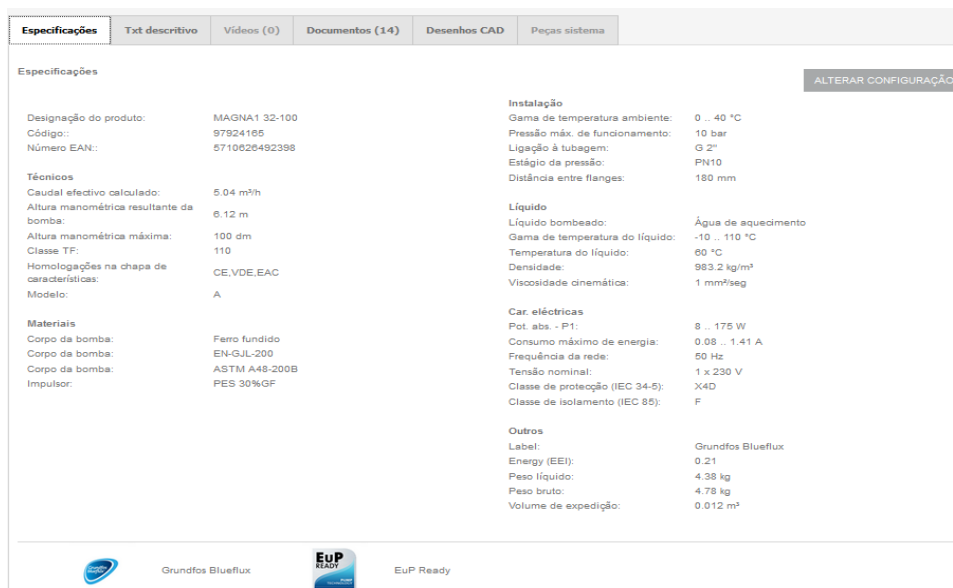 Especificações Txt descritivo Vídeos (0) Documentos (14) Desenhos CAD Peças sistema
Especificações
ALTERAR CONFIGURAÇÃO
Designação do produto: MAGNA1 32-100
Código:: 97924165
Número EAN:: 5710626492398
Técnicos
Caudal efectivo calculado: 5.04 m³/h
Altura manométrica resultante da
bomba: 6.12 m
Altura manométrica máxima: 100 dm
Classe TF: 110
Homologações na chapa de
características: CE,VDE,EAC
Modelo: A
Materiais
Corpo da bomba: Ferro fundido
Corpo da bomba: EN-GJL-200
Corpo da bomba: ASTM A48-200B
Impulsor: PES 30%GF
Instalação
Gama de temperatura ambiente: 0 .. 40 °C
Pressão máx. de funcionamento: 10 bar
Ligação à tubagem: G 2"
Estágio da pressão: PN10
Distância entre flanges: 180 mm
Líquido
Líquido bombeado: Água de aquecimento
Gama de temperatura do líquido: -10 .. 110 °C
Temperatura do líquido: 60 °C
Densidade: 983.2 kg/m³
Viscosidade cinemática: 1 mm²/seg
Car. eléctricas
Pot. abs. - P1: 8 .. 175 W
Consumo máximo de energia: 0.08 .. 1.41 A
Frequência da rede: 50 Hz
Tensão nominal: 1 x 230 V
Classe de protecção (IEC 34-5): X4D
Classe de isolamento (IEC 85): F
Outros
Label: Grundfos Blueflux
Energy (EEI): 0.21
Peso líquido: 4.38 kg
Peso bruto: 4.78 kg
Volume de expedição: 0.012 m³
Grundfos Blueflux
EuP
READY
EuP Ready